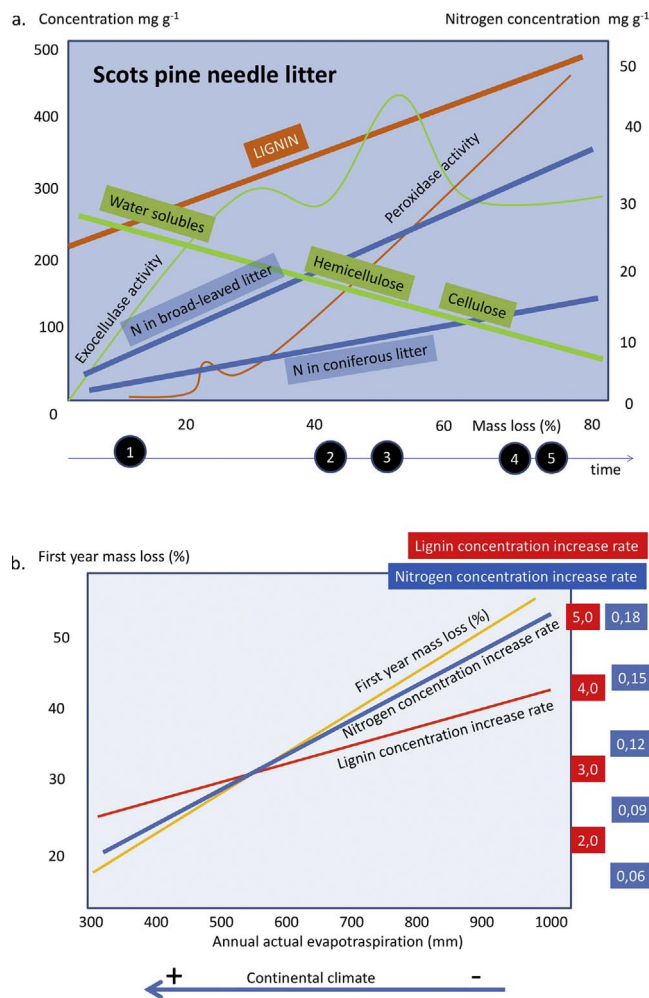 a.
Concentration mg g-1
Nitrogen concentration mg g-1
Scots pine needle litter
500
400
300
200
100
0
50
40
30
20
10
0
LIGNIN
Water solubles
Exocellulase activity
N in broad-leaved litter
Hemicellulose
Peroxidase activity
Cellulose
N in coniferous litter
20
40
60
Mass loss (%)
80
1
2
3
4
5
time
b.
First year mass loss (%)
Lignin concentration increase rate
Nitrogen concentration increase rate
50
40
30
20
First year mass loss (%)
Nitrogen concentration increase rate
Lignin concentration increase rate
5,0
0,18
4,0
0,15
0,12
3,0
0,09
2,0
0,06
300
400
500
600
700
800
900
1000
Annual actual evapotraspiration (mm)
+
Continental climate
-